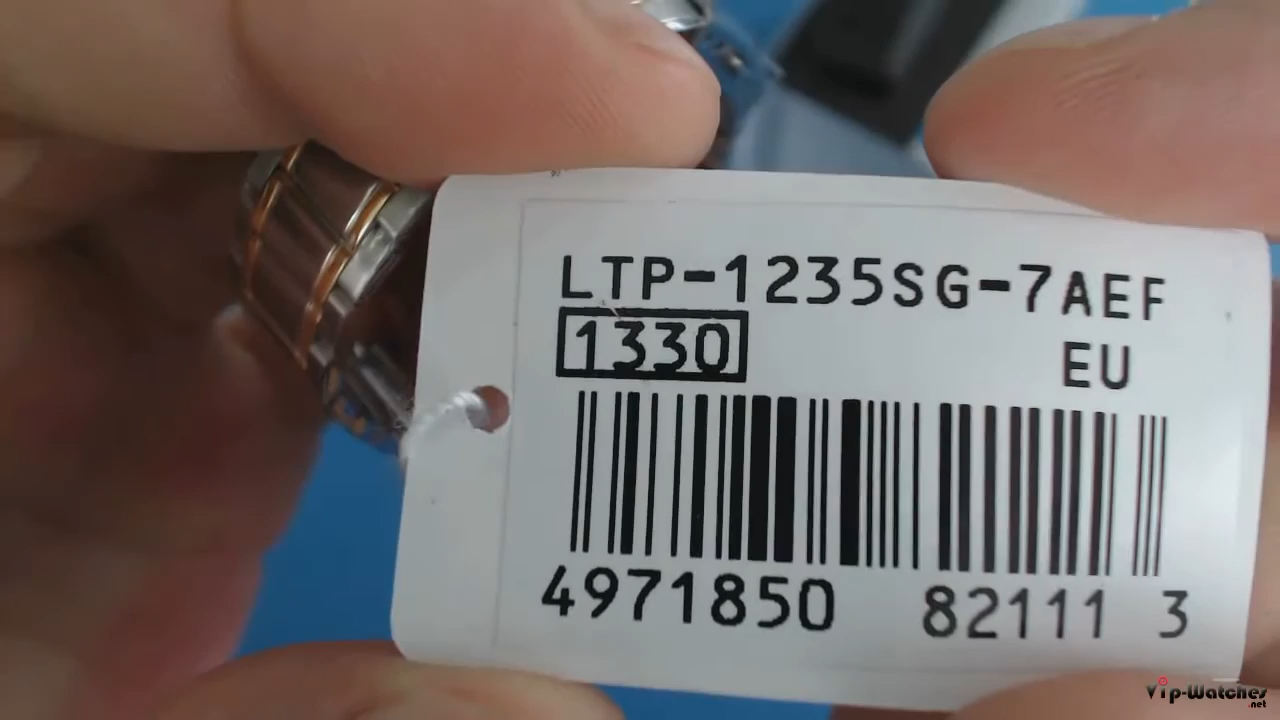 LTP-1235SG-7AEF
1330
EU
4971850 82111 3
Vip-Watches
.net